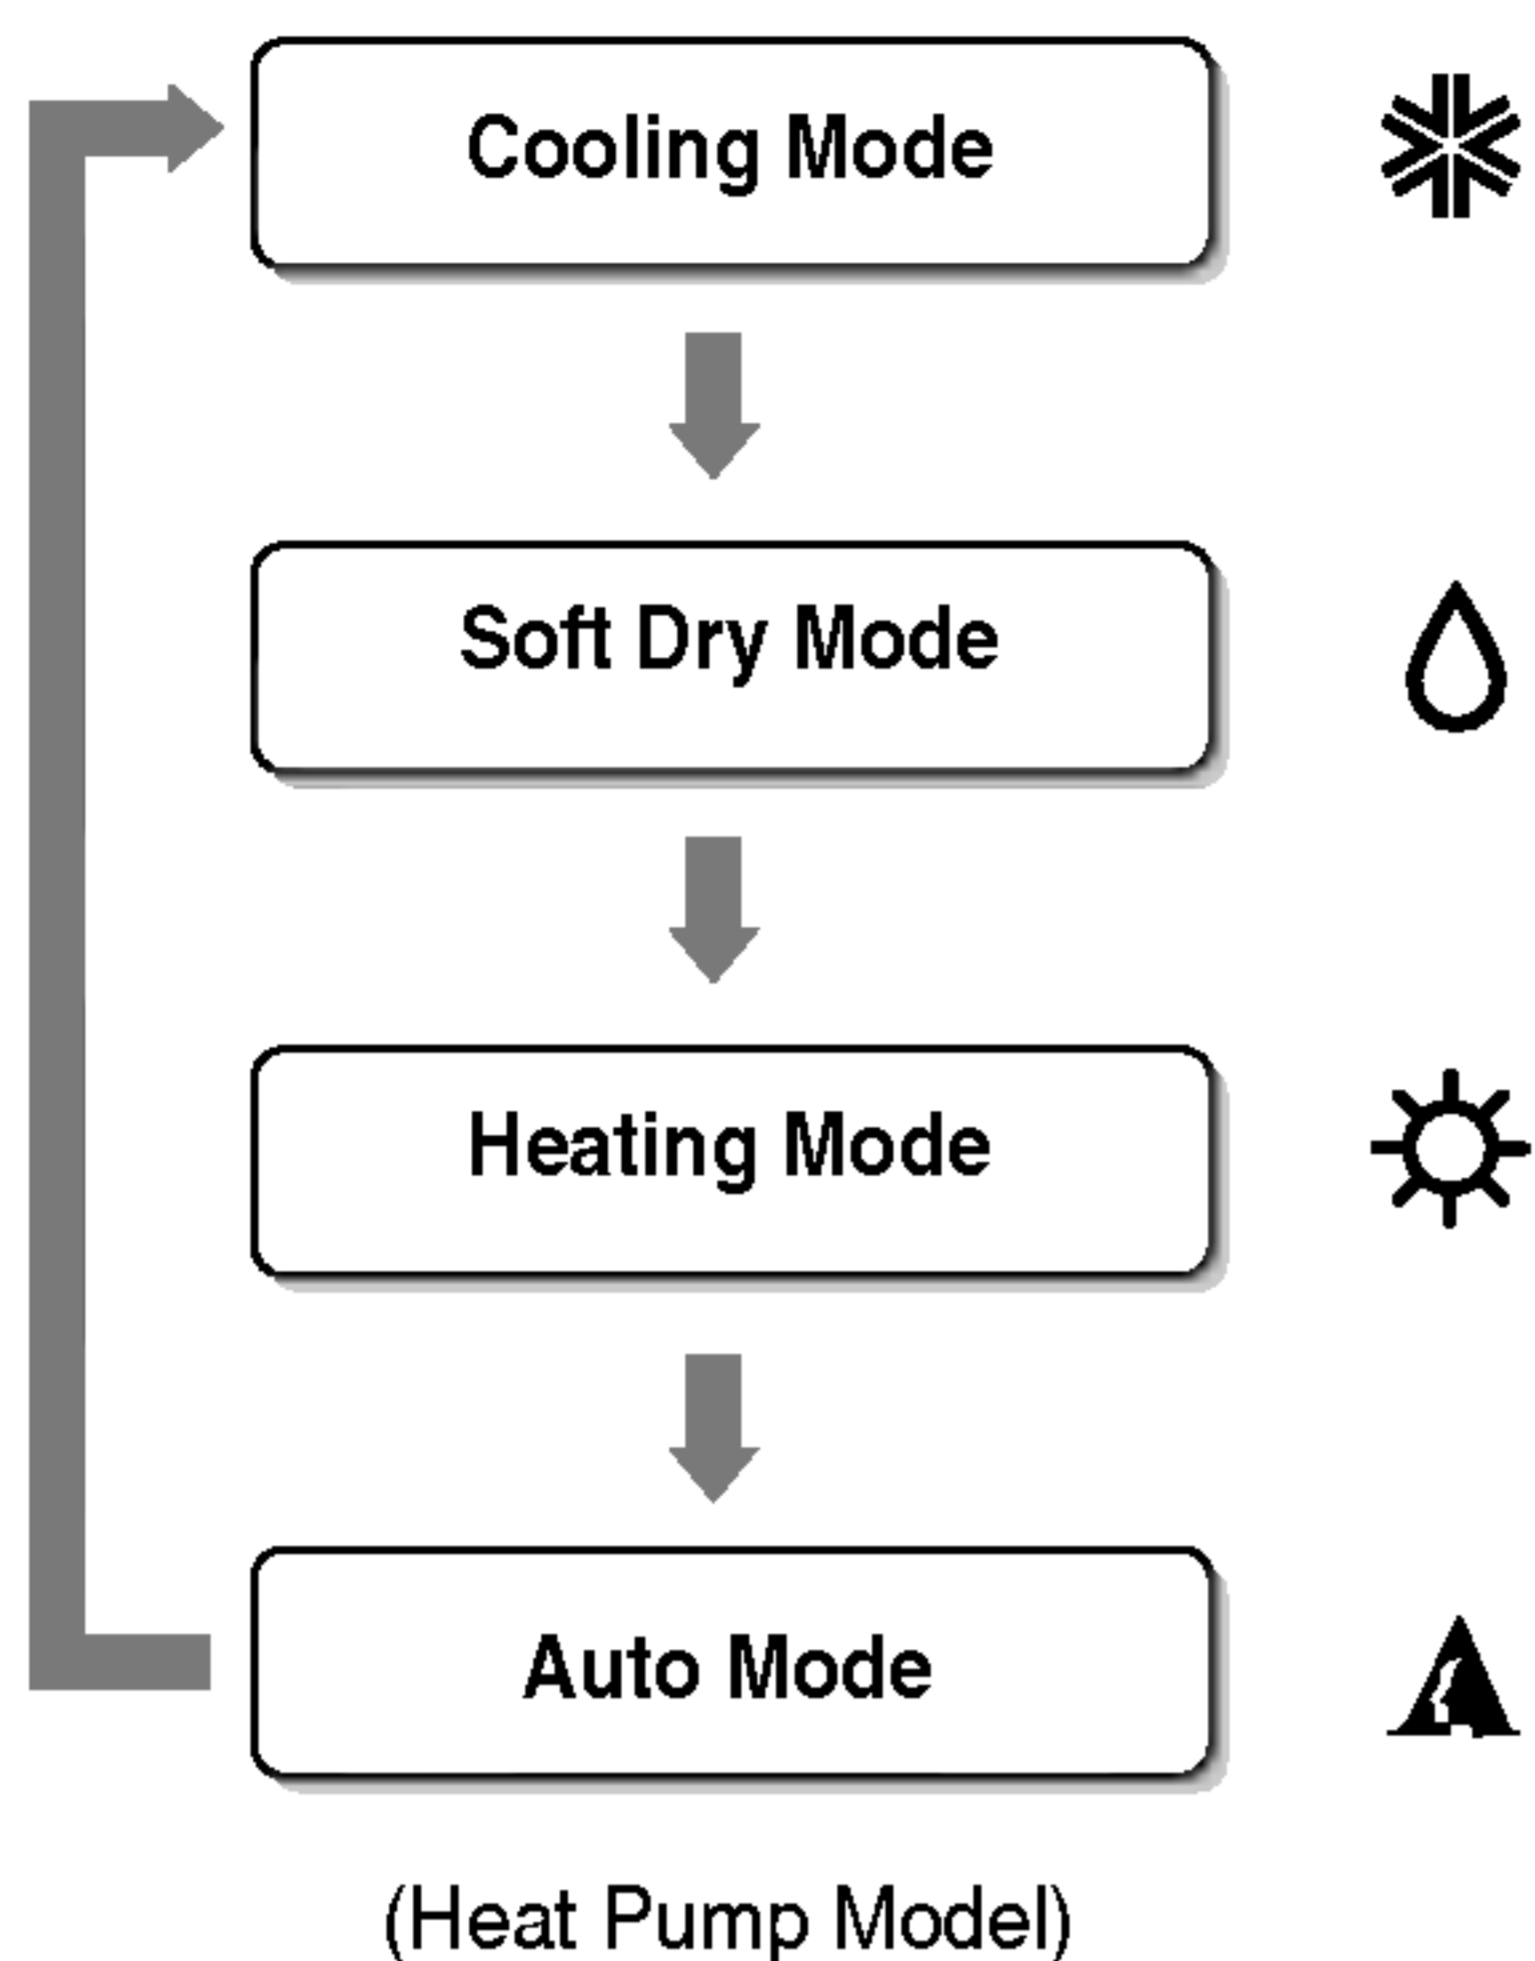 Cooling Mode
Soft Dry Mode
Heating Mode
Auto Mode
(Heat Pump Model)